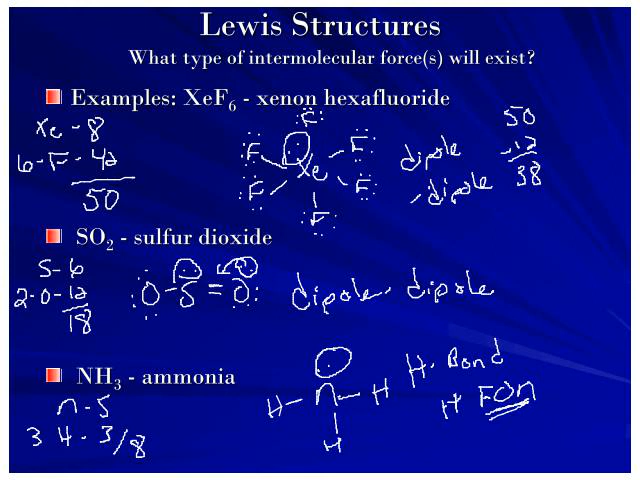 Lewis Structures
What type of intermolecular force(s) will exist?
Examples: XeF6 - xenon hexafluoride
Xe - 8
6 - F - 42
50
F
F Xe F
F F
F
dipole
- dipole
50
- 12
38
SO2 - sulfur dioxide
S - 6
2 - O - 12
18
O - S = O
dipole - dipole
NH3 - ammonia
n - 5
3 H - 3/8
H - n - H
H
H - Bond
H FOn